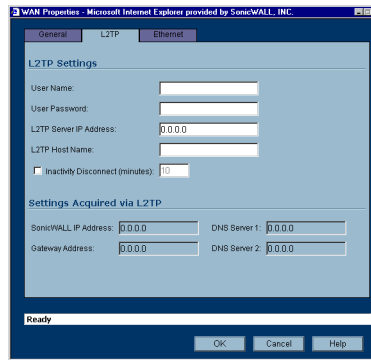 WAN Properties - Microsoft Internet Explorer provided by SonicWALL, INC.
General L2TP Ethernet
L2TP Settings
User Name:
User Password:
L2TP Server IP Address: 0.0.0.0
L2TP Host Name:
Inactivity Disconnect (minutes): 10
Settings Acquired via L2TP
SonicWALL IP Address: 0.0.0.0 DNS Server 1: 0.0.0.0
Gateway Address: 0.0.0.0 DNS Server 2: 0.0.0.0
Ready
OK Cancel Help